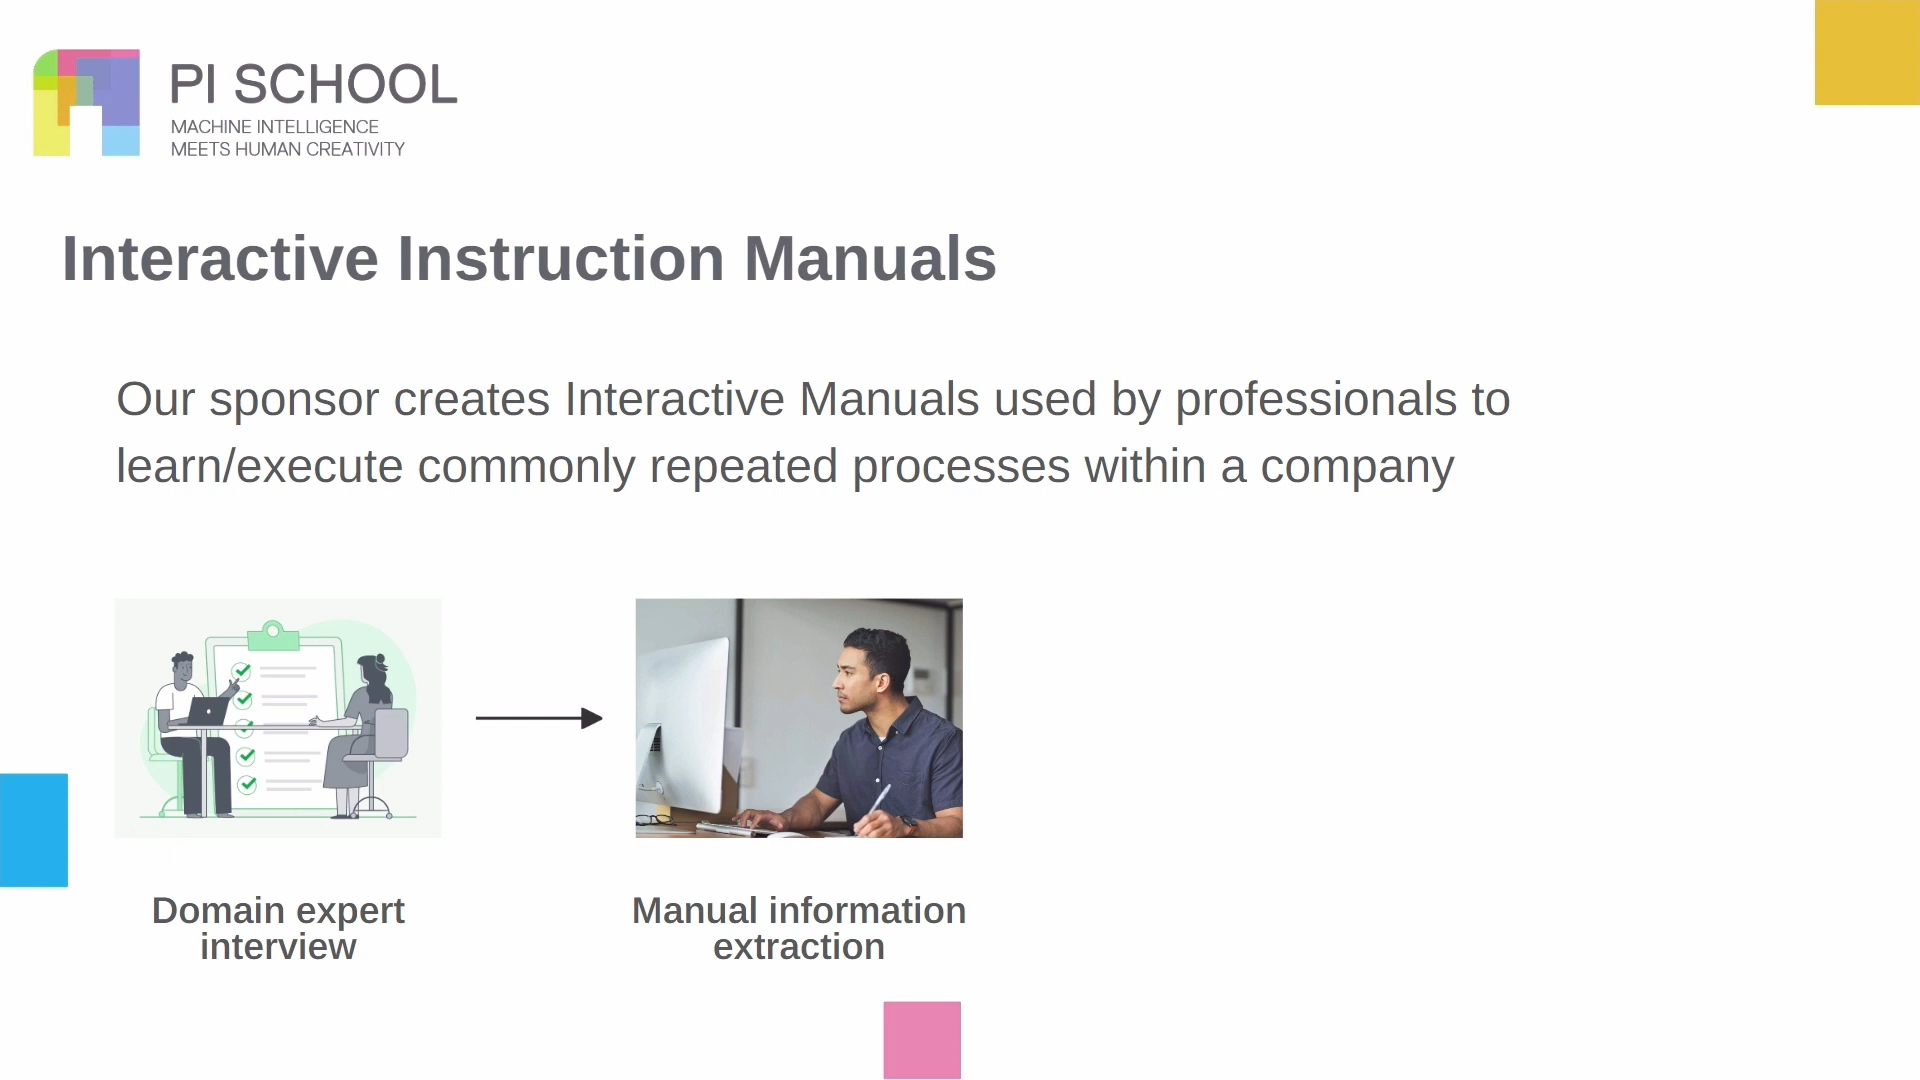 PI SCHOOL
MACHINE INTELLIGENCE
MEETS HUMAN CREATIVITY
Interactive Instruction Manuals
Our sponsor creates Interactive Manuals used by professionals to
learn/execute commonly repeated processes within a company
Domain expert
interview
Manual information
extraction